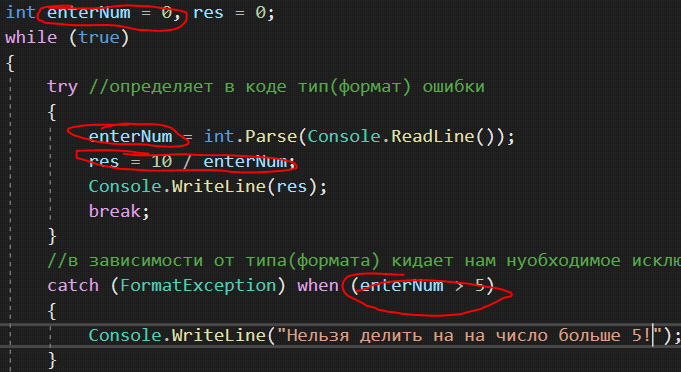 int enterNum = 0, res = 0;
while (true)
{
try //определяет в коде тип(формат) ошибки
{
enterNum = int.Parse(Console.ReadLine());
res = 10 / enterNum;
Console.WriteLine(res);
break;
}
//в зависимости от типа(формата) кидает нам нуобходимое исклю
catch (FormatException) when (enterNum > 5)
{
Console.WriteLine("Нельзя делить на на число больше 5!");
}